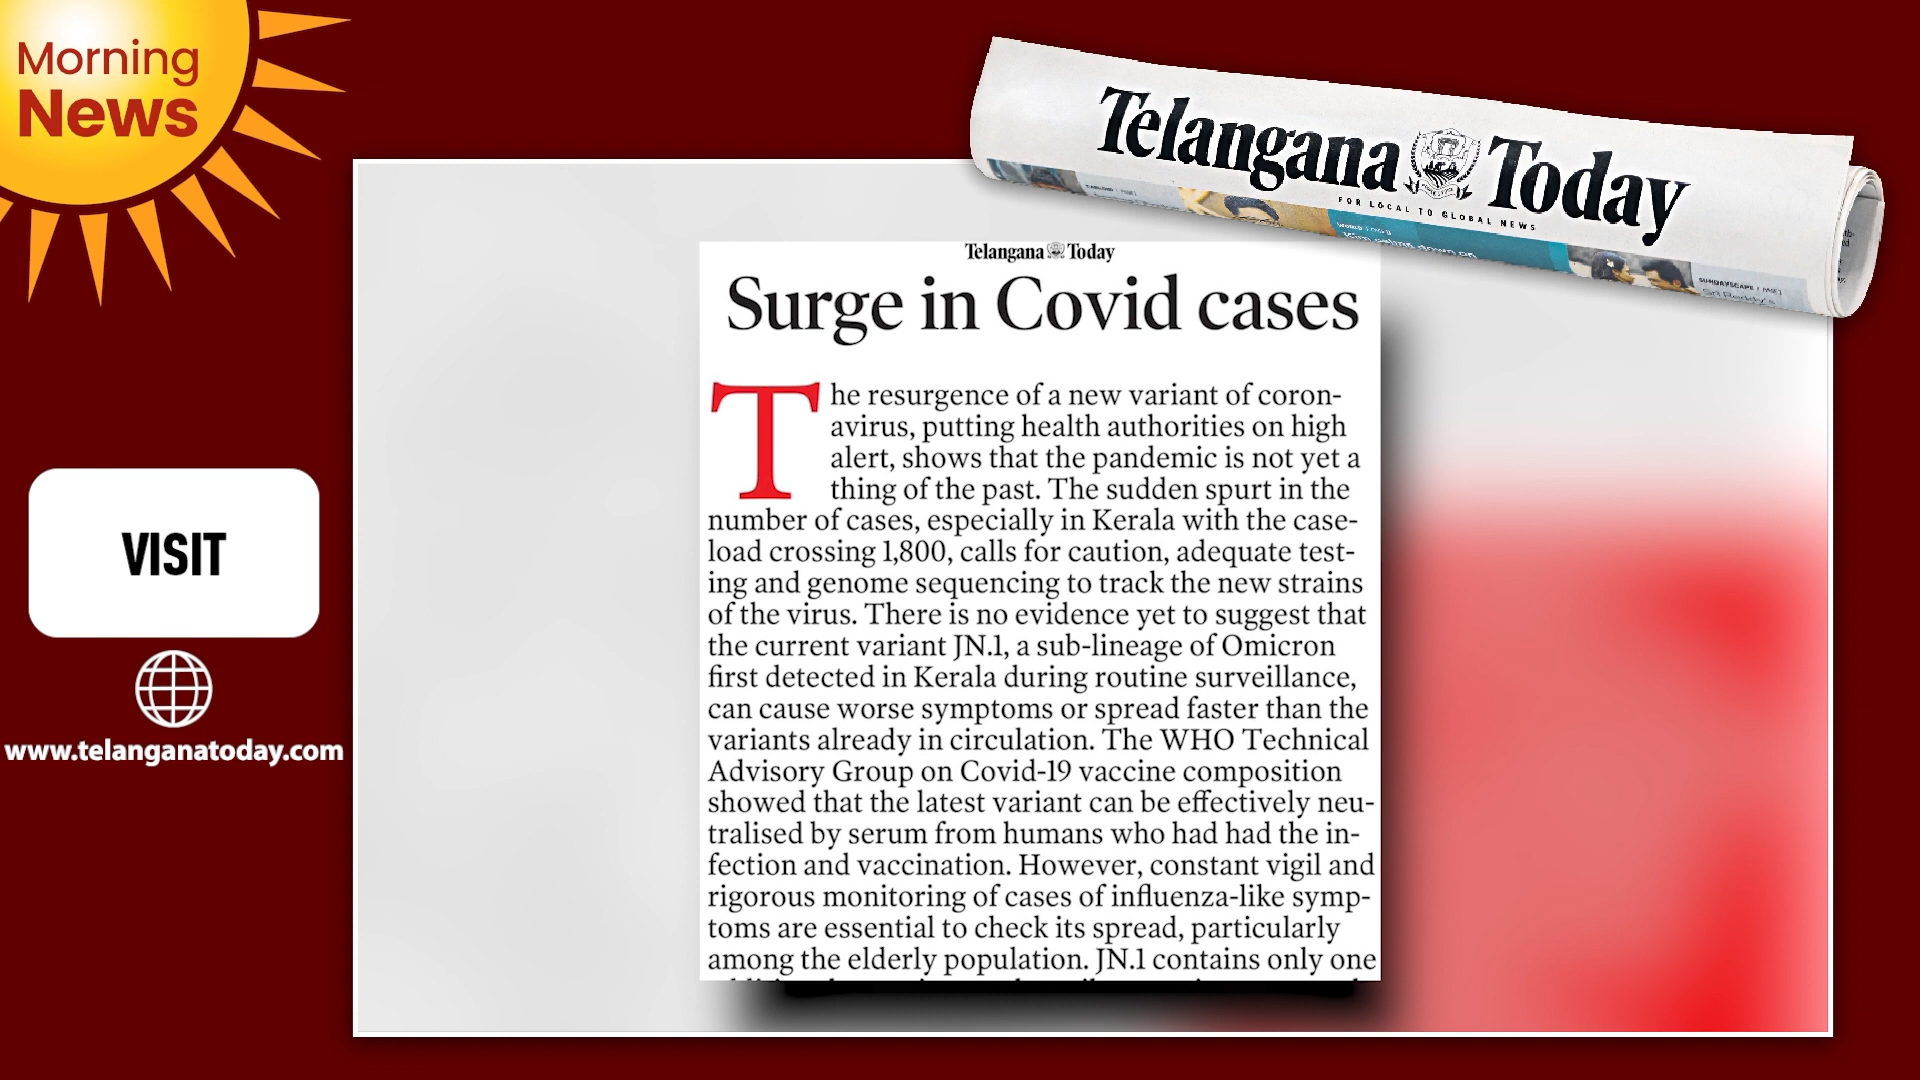 Morning
News
Telangana Today
FOR LOCAL TO GLOBAL NEWS
Telangana Today
Surge in Covid cases
The resurgence of a new variant of coron-
avirus, putting health authorities on high
alert, shows that the pandemic is not yet a
thing of the past. The sudden spurt in the
number of cases, especially in Kerala with the case-
load crossing 1,800, calls for caution, adequate test-
ing and genome sequencing to track the new strains
of the virus. There is no evidence yet to suggest that
the current variant JN.1, a sub-lineage of Omicron
first detected in Kerala during routine surveillance,
can cause worse symptoms or spread faster than the
variants already in circulation. The WHO Technical
Advisory Group on Covid-19 vaccine composition
showed that the latest variant can be effectively neu-
tralised by serum from humans who had had the in-
fection and vaccination. However, constant vigil and
rigorous monitoring of cases of influenza-like symp-
toms are essential to check its spread, particularly
among the elderly population. JN.1 contains only one
VISIT
www.telanganatoday.com